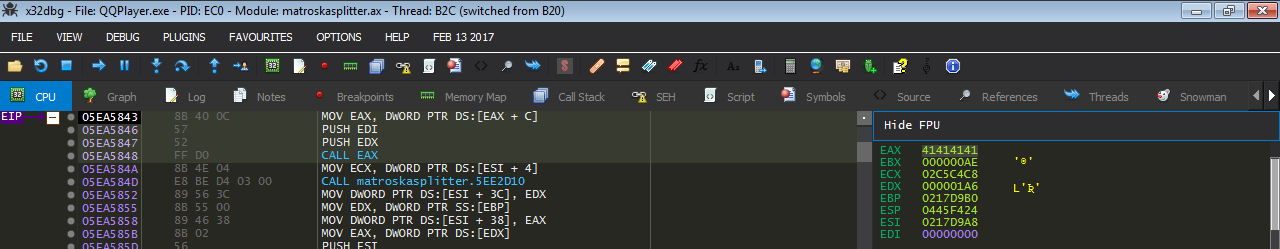 x32dbg - File: QQPlayer.exe - PID: EC0 - Module: matroskasplitter.ax - Thread: B2C (switched from B20)
FILE VIEW DEBUG PLUGINS FAVOURITES OPTIONS HELP FEB 13 2017
CPU Graph Log Notes Breakpoints Memory Map Call Stack SEH Script Symbols Source References Threads Snowman
EIP 05EA5843 8B 40 0C MOV EAX, DWORD PTR DS:[EAX + C]
05EA5846 57 PUSH EDI
05EA5847 52 PUSH EDX
05EA5848 FF D0 CALL EAX
05EA584A 8B 4E 04 MOV ECX, DWORD PTR DS:[ESI + 4]
05EA584D E8 BE D4 03 00 CALL matroskasplitter.5EE2D10
05EA5852 89 56 3C MOV DWORD PTR DS:[ESI + 3C], EDX
05EA5855 8B 55 00 MOV EDX, DWORD PTR SS:[EBP]
05EA5858 89 46 38 MOV DWORD PTR DS:[ESI + 38], EAX
05EA585B 8B 02 MOV EAX, DWORD PTR DS:[EDX]
05EA585D 56 PUSH ESI
Hide FPU
EAX 41414141
EBX 000000AE '®'
ECX 02C5C4C8
EDX 000001A6 L'Ʀ'
EBP 0217D9B0
ESP 0445F424
ESI 0217D9A8
EDI 00000000